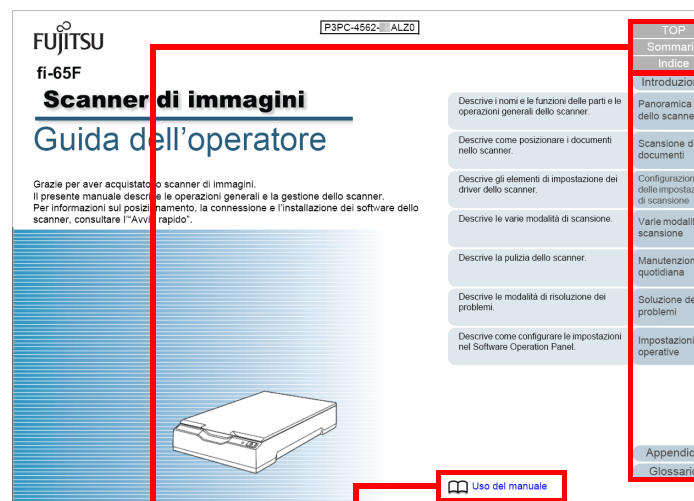 FUJITSU
P3PC-4562- ALZ0
fi-65F
Scanner di immagini
Guida dell'operatore
Grazie per aver acquistato lo scanner di immagini.
Il presente manuale descrive le operazioni generali e la gestione dello scanner.
Per informazioni sul posizionamento, la connessione e l'installazione dei software dello
scanner, consultare l'"Avvio rapido".
Descrive i nomi e le funzioni delle parti e le
operazioni generali dello scanner.
Descrive come posizionare i documenti
nello scanner.
Descrive gli elementi di impostazione dei
driver dello scanner.
Descrive le varie modalità di scansione.
Descrive la pulizia dello scanner.
Descrive le modalità di risoluzione dei
problemi.
Descrive come configurare le impostazioni
nel Software Operation Panel.
TOP
Sommari
Indice
Introduzion
Panoramica
dello scanne
Scansione d
documenti
Configurazion
delle impostaz
di scansione
Varie modalit
scansione
Manutenzion
quotidiana
Soluzione de
problemi
Impostazioni
operative
Appendic
Glossario
Uso del manuale